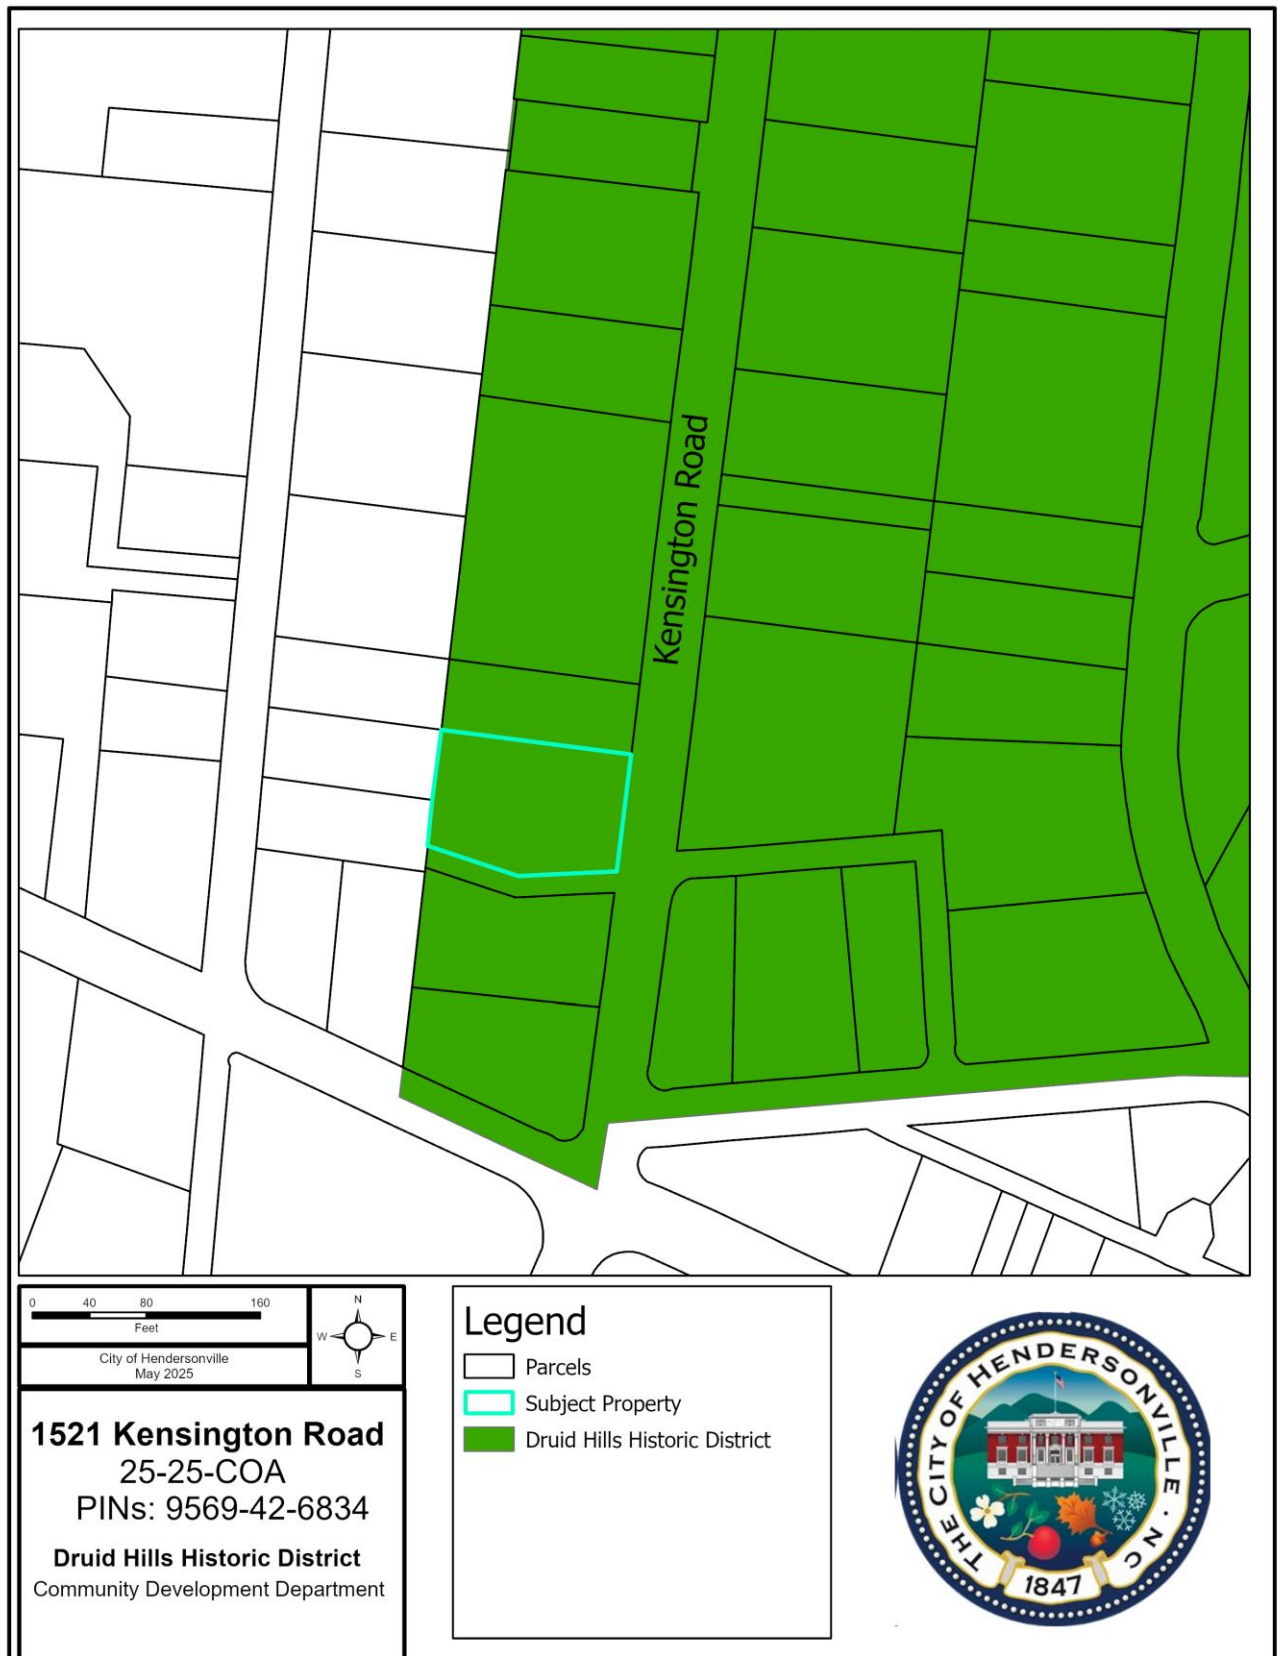 Kensington Road
0 40 80 160
Feet
City of Hendersonville
May 2025
N
W E
S
1521 Kensington Road
25-25-COA
PINs: 9569-42-6834
Druid Hills Historic District
Community Development Department
Legend
Parcels
Subject Property
Druid Hills Historic District
THE CITY OF HENDERSONVILLE · NC
1847